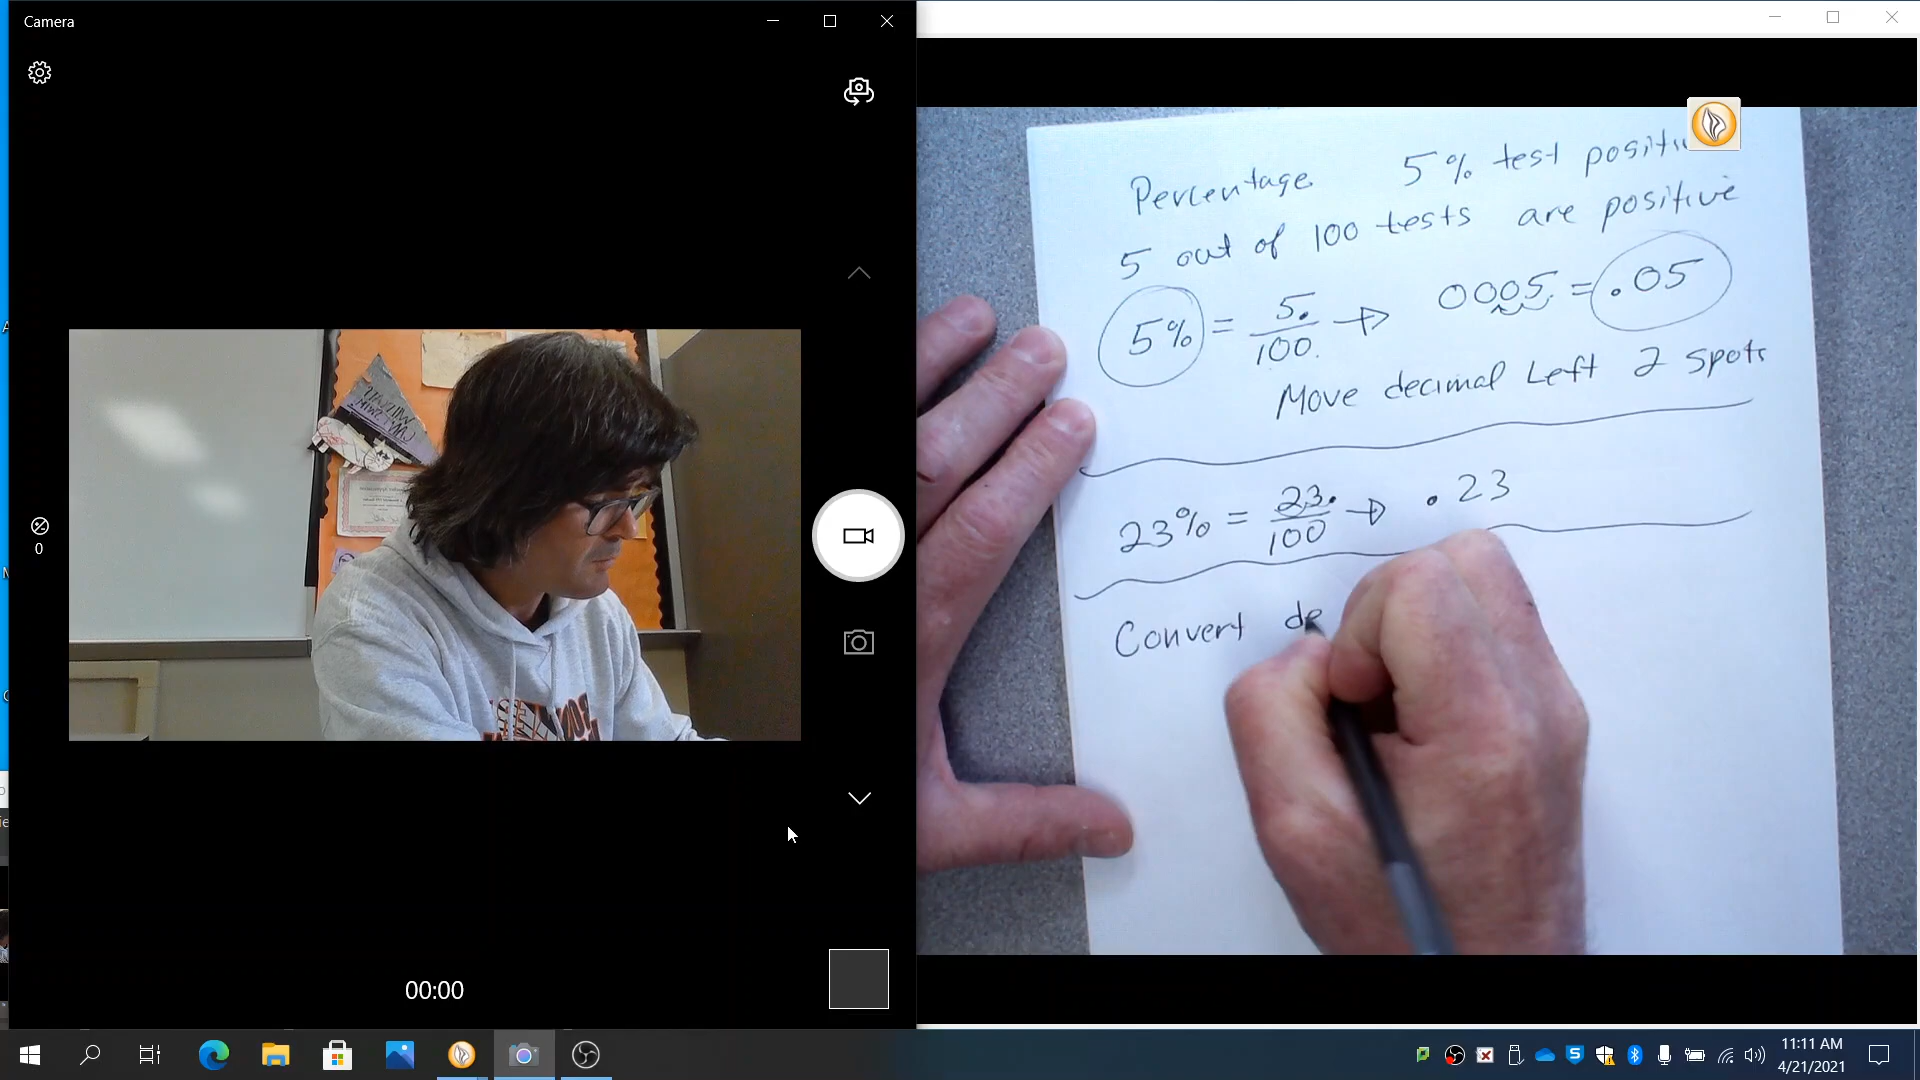 Camera
0
00:00
Percentage 5% test
5 out of 100 tests are positive
5% = 5./100. → 0005. = .05
Move decimal Left 2 spots
23% = 23./100 → .23
Convert de
11:11 AM
4/21/2021